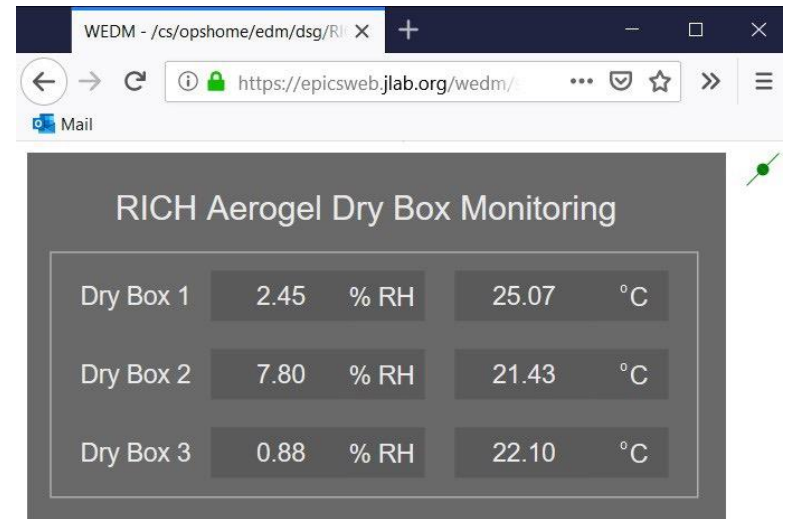 WEDM - /cs/opshome/edm/dsg/RI
https://epicsweb.jlab.org/wedm/
Mail
RICH Aerogel Dry Box Monitoring
Dry Box 1 2.45 % RH 25.07 °C
Dry Box 2 7.80 % RH 21.43 °C
Dry Box 3 0.88 % RH 22.10 °C